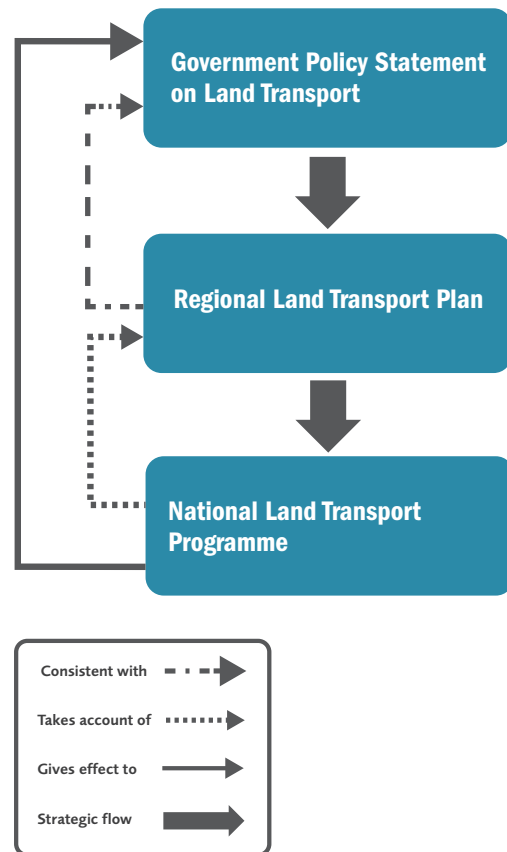 Government Policy Statement
on Land Transport
Regional Land Transport Plan
National Land Transport
Programme
Consistent with
Takes account of
Gives effect to
Strategic flow